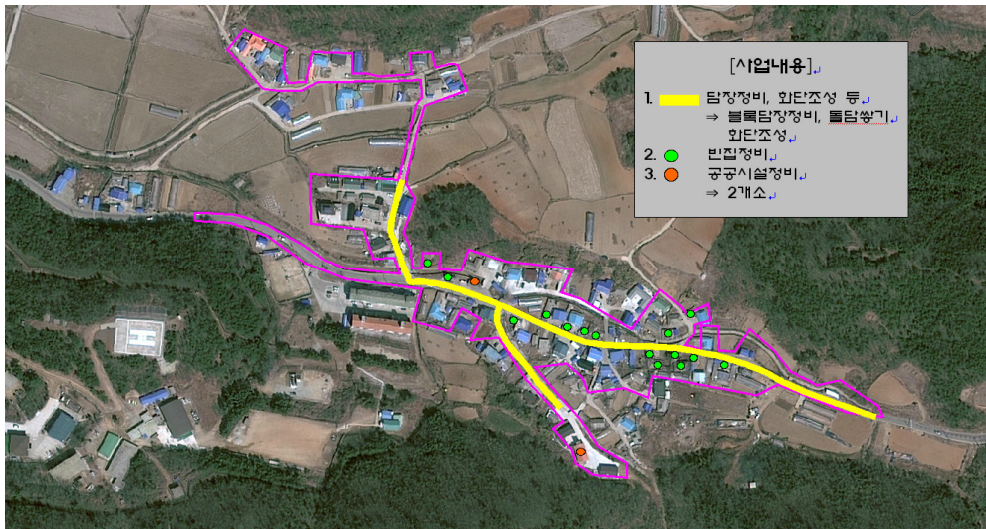 [사업내용]
1. 담장정비, 화단조성 등
⇒ 블록담장정비, 돌담쌓기
화단조성
2. 빈집정비
3. 공공시설정비
⇒ 2개소